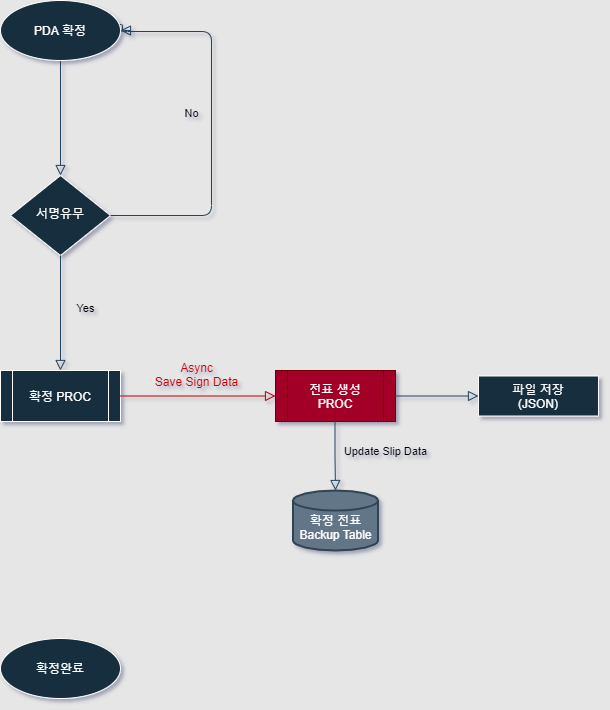 PDA 확정
No
서명유무
Yes
확정 PROC
Async
Save Sign Data
전표 생성
PROC
파일 저장
(JSON)
Update Slip Data
확정 전표
Backup Table
확정완료